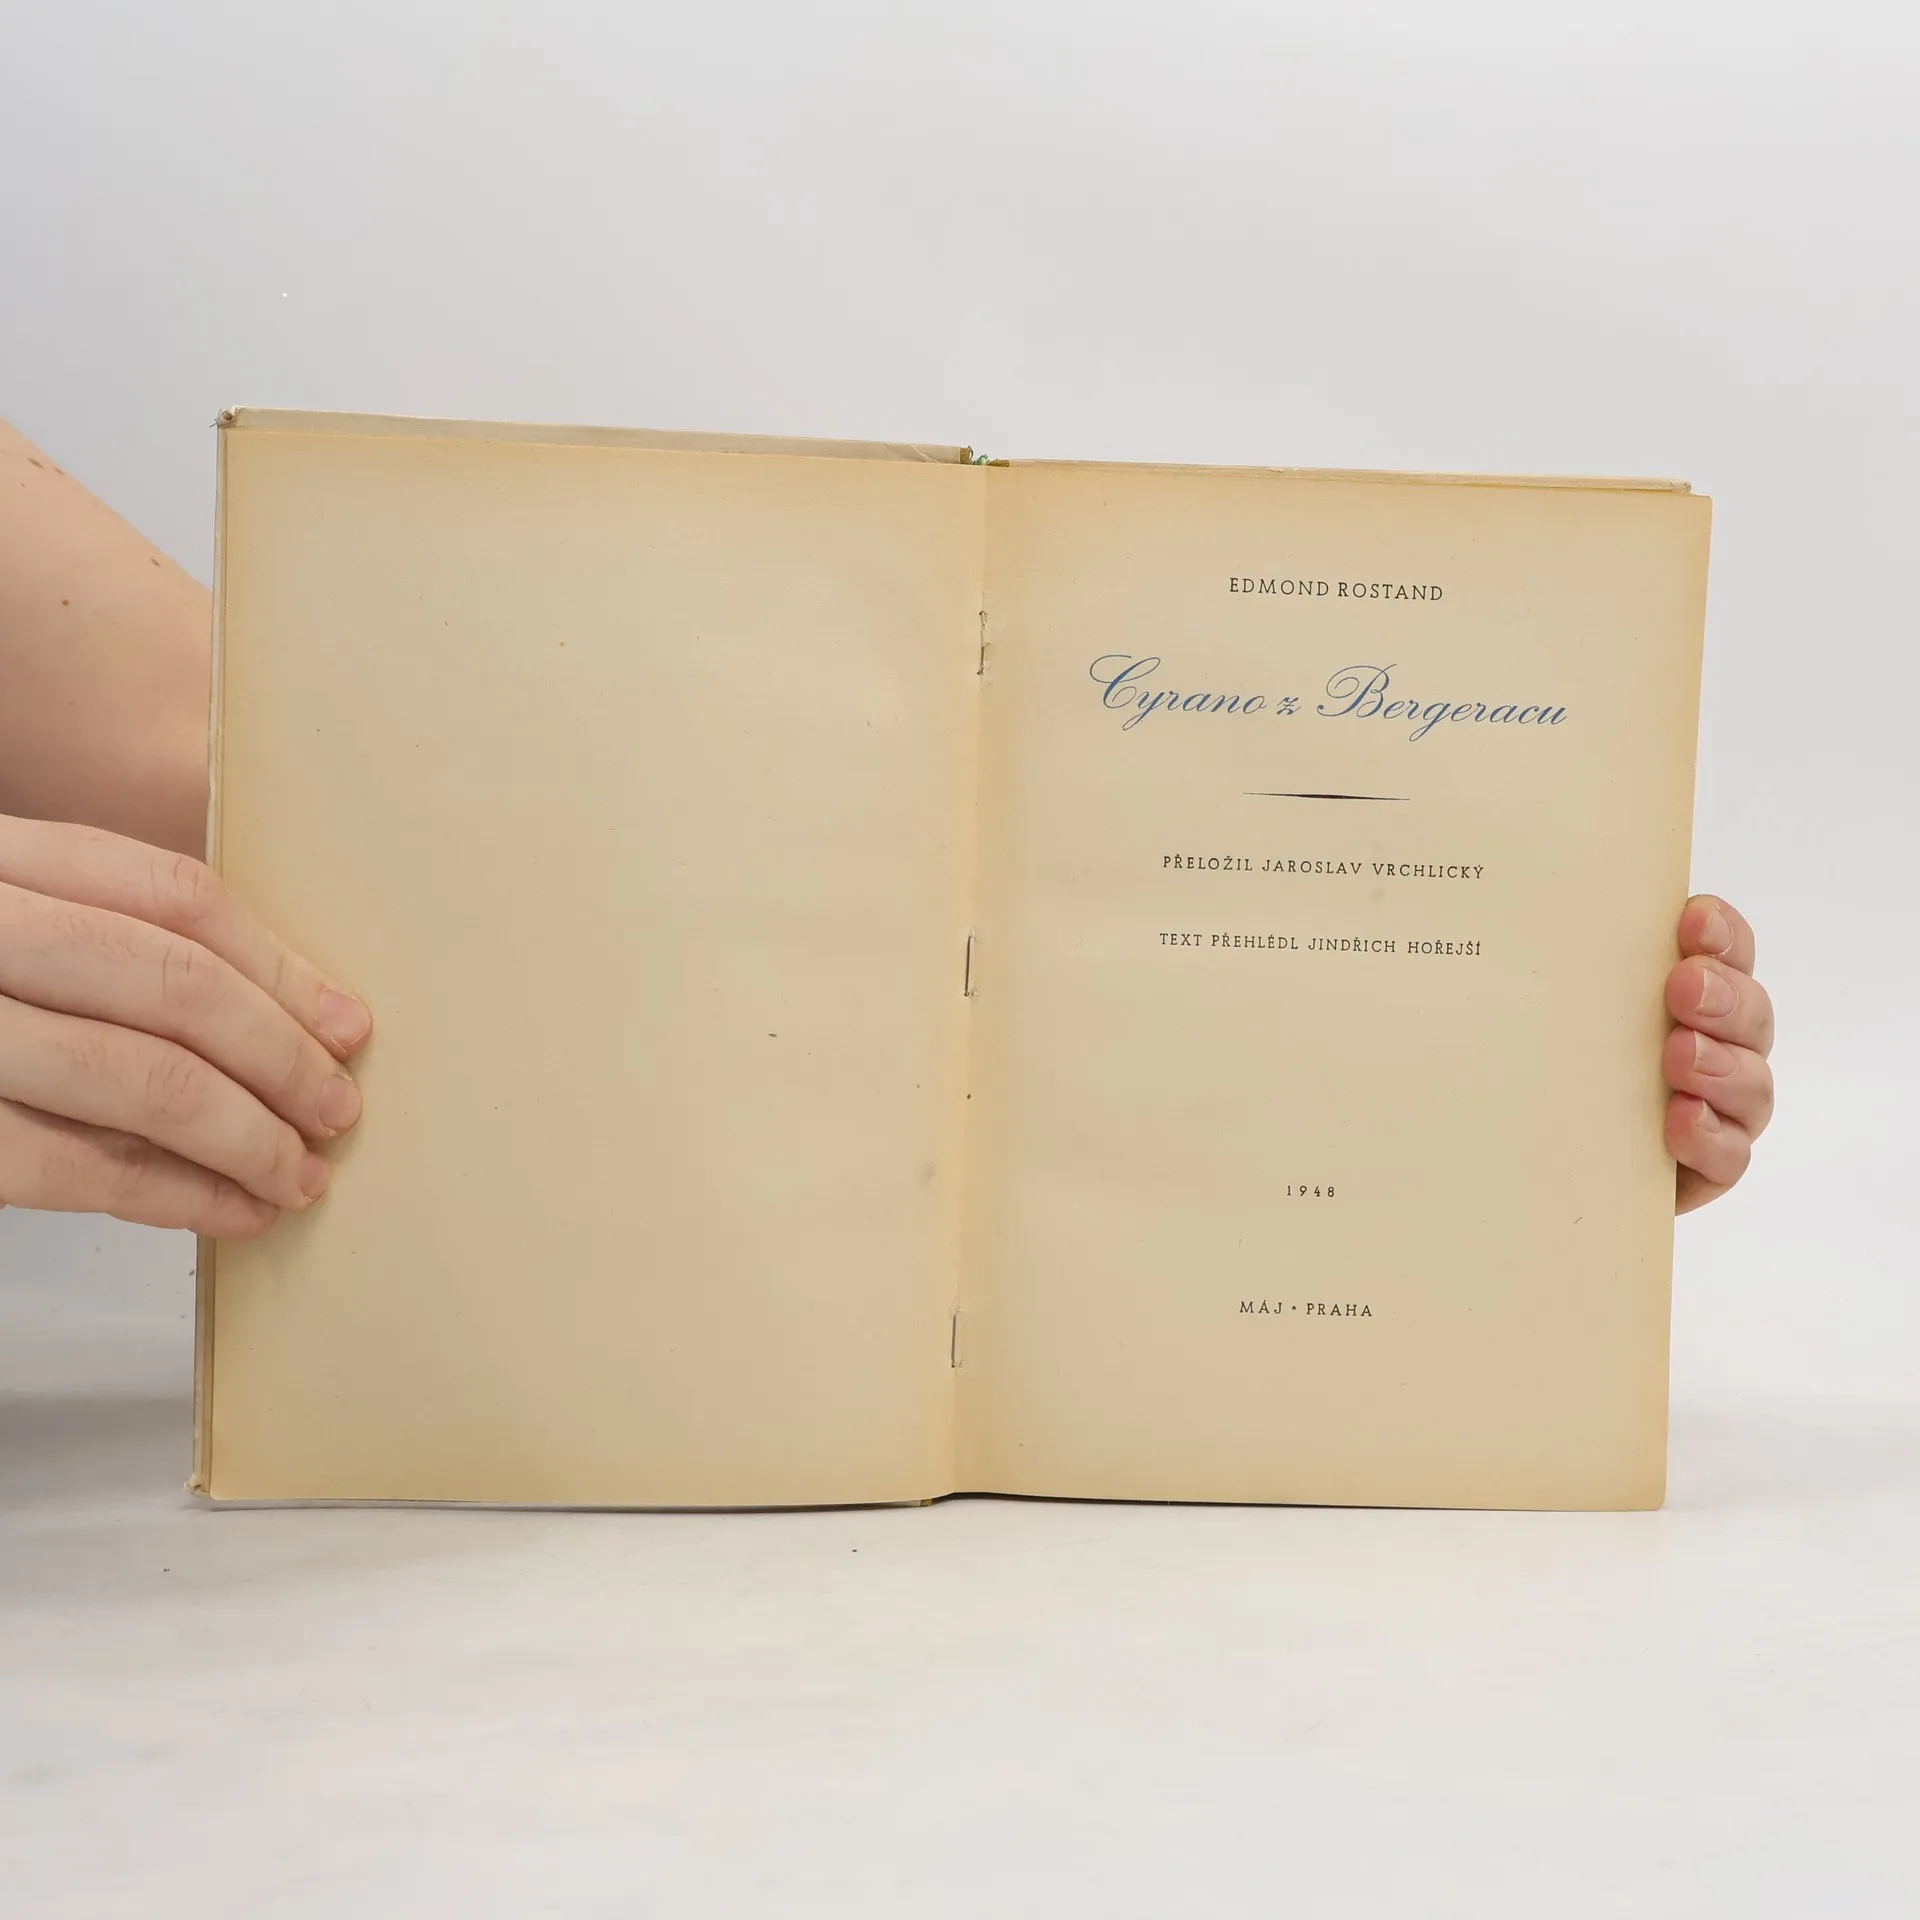 EDMOND ROSTAND
Cyrano z Bergeracu
PŘELOŽIL JAROSLAV VRCHLICKÝ
TEXT PŘEHLÉDL JINDŘICH HOŘEJŠÍ
1948
MÁJ * PRAHA